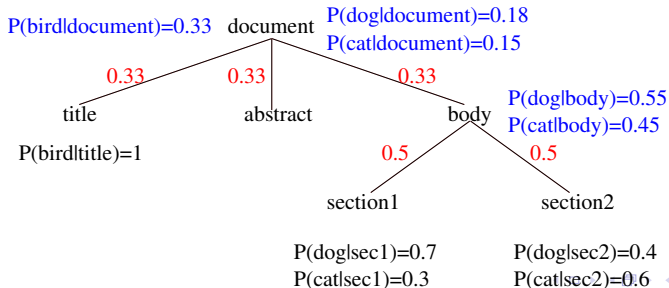 P(bird|document)=0.33 document P(dog|document)=0.18
P(cat|document)=0.15
0.33 0.33 0.33
title abstract body P(dog|body)=0.55
P(cat|body)=0.45
P(bird|title)=1
0.5 0.5
section1 section2
P(dog|sec1)=0.7 P(dog|sec2)=0.4
P(cat|sec1)=0.3 P(cat|sec2)=0.6